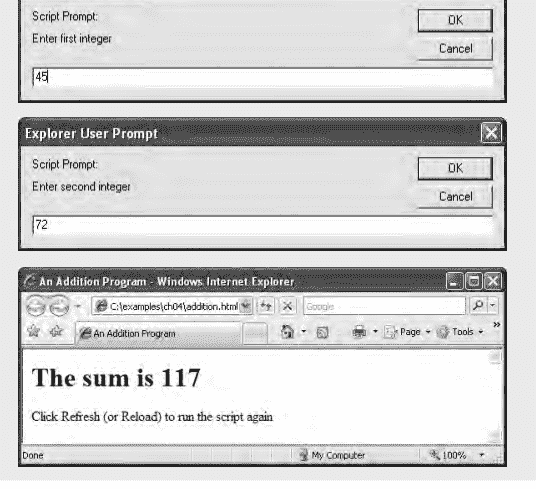 Script Prompt:
OK
Enter first integer
Cancel
45
Explorer User Prompt
Script Prompt:
OK
Enter second integer
Cancel
72
An Addition Program - Windows Internet Explorer
C:\examples\ch04\addition.html
Google
An Addition Program
Page
Tools
»
The sum is 117
Click Refresh (or Reload) to run the script again
Done
My Computer
100%